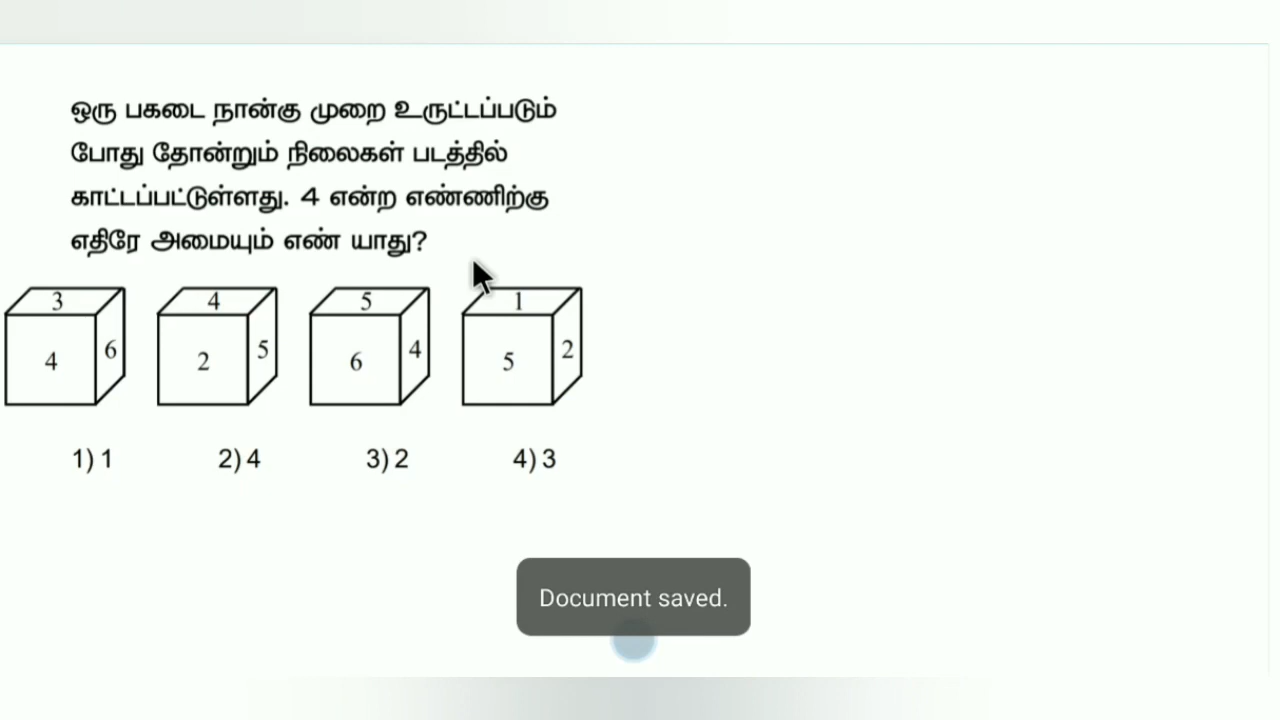 ஒரு பகடை நான்கு முறை உருட்டப்படும்
போது தோன்றும் நிலைகள் படத்தில்
காட்டப்பட்டுள்ளது. 4 என்ற எண்ணிற்கு
எதிரே அமையும் எண் யாது?
3 4 5 1
4 6 2 5 6 4 5 2
1) 1 2) 4 3) 2 4) 3
Document saved.